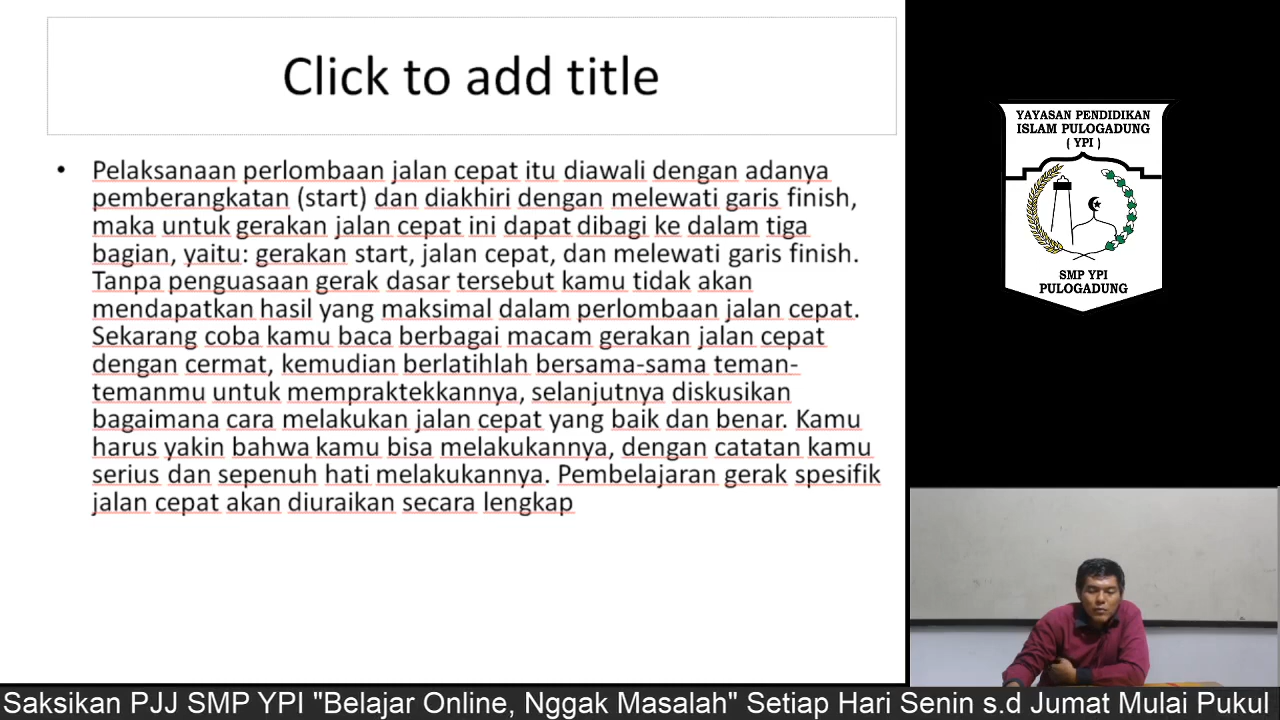 Click to add title
• Pelaksanaan perlombaan jalan cepat itu diawali dengan adanya
pemberangkatan (start) dan diakhiri dengan melewati garis finish,
maka untuk gerakan jalan cepat ini dapat dibagi ke dalam tiga
bagian, yaitu: gerakan start, jalan cepat, dan melewati garis finish.
Tanpa penguasaan gerak dasar tersebut kamu tidak akan
mendapatkan hasil yang maksimal dalam perlombaan jalan cepat.
Sekarang coba kamu baca berbagai macam gerakan jalan cepat
dengan cermat, kemudian berlatihlah bersama-sama teman-
temanmu untuk mempraktekkannya, selanjutnya diskusikan
bagaimana cara melakukan jalan cepat yang baik dan benar. Kamu
harus yakin bahwa kamu bisa melakukannya, dengan catatan kamu
serius dan sepenuh hati melakukannya. Pembelajaran gerak spesifik
jalan cepat akan diuraikan secara lengkap
YAYASAN PENDIDIKAN
ISLAM PULOGADUNG
( YPI )
SMP YPI
PULOGADUNG
Saksikan PJJ SMP YPI "Belajar Online, Nggak Masalah" Setiap Hari Senin s.d Jumat Mulai Pukul